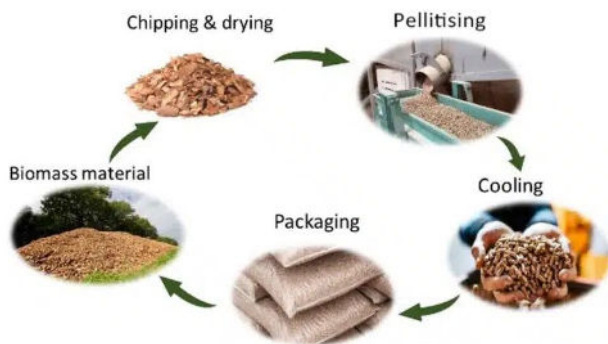 Chipping & drying
Pellitising
Biomass material
Cooling
Packaging